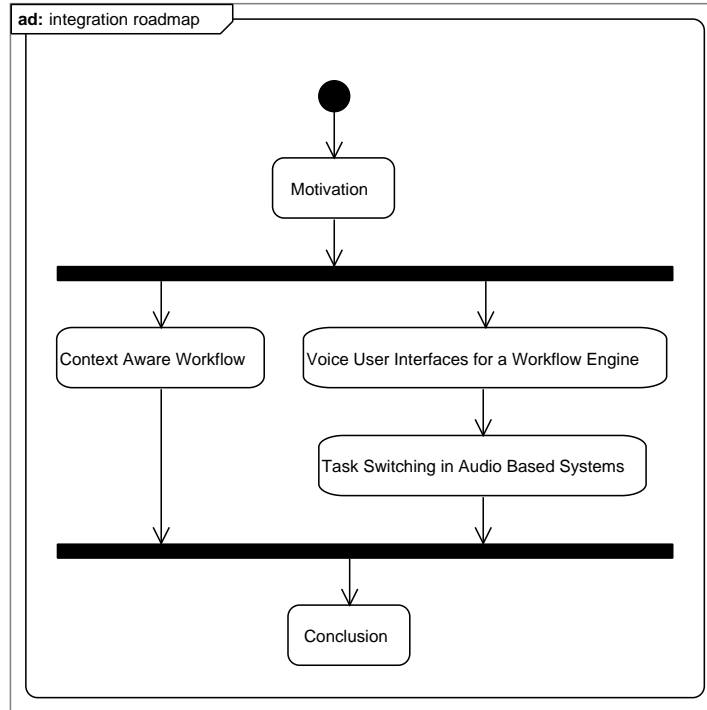 ad: integration roadmap
Motivation
Context Aware Workflow
Voice User Interfaces for a Workflow Engine
Task Switching in Audio Based Systems
Conclusion